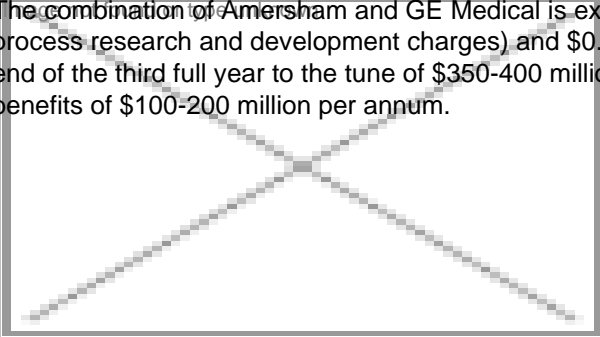 The combination of Amersham and GE Medical is ex
process research and development charges) and $0.
end of the third full year to the tune of $350-400 millio
benefits of $100-200 million per annum.